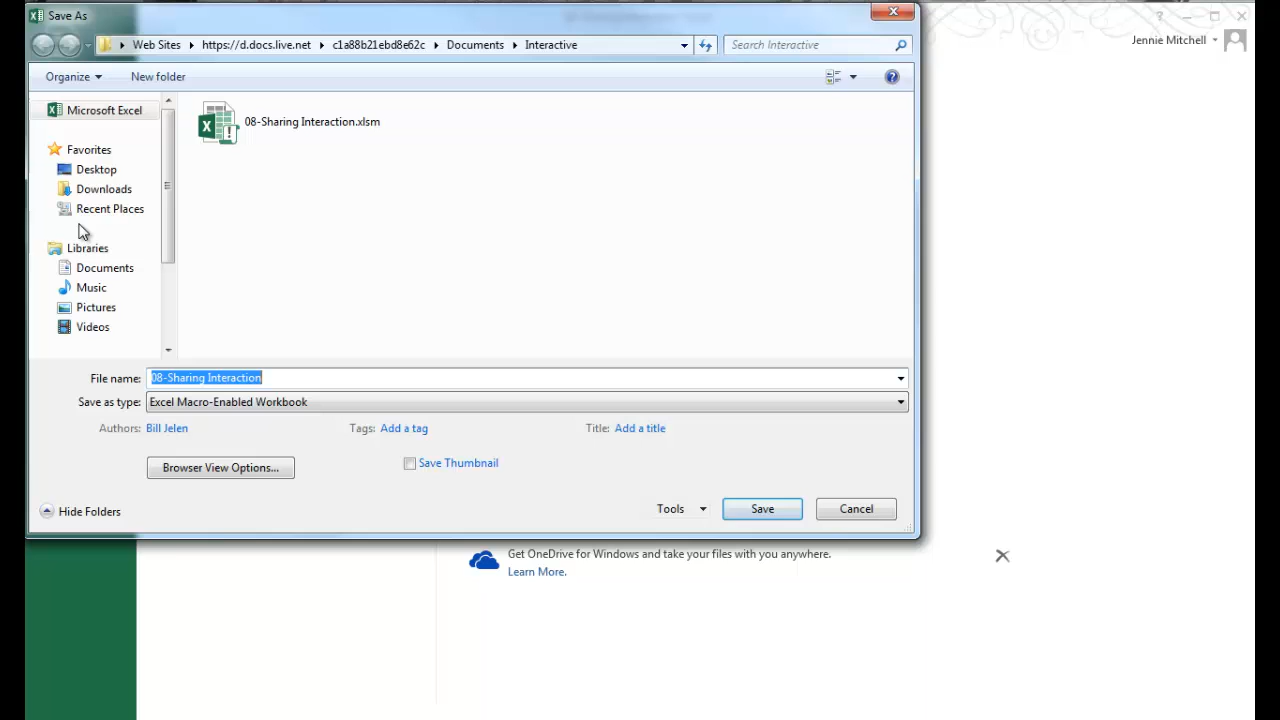 Save As
Web Sites
https://d.docs.live.net
c1a88b21ebd8e62c
Documents
Interactive
Search Interactive
?
Jennie Mitchell
Organize
New folder
?
Microsoft Excel
08-Sharing Interaction.xlsm
Favorites
Desktop
Downloads
Recent Places
Libraries
Documents
Music
Pictures
Videos
File name: 08-Sharing Interaction
Save as type: Excel Macro-Enabled Workbook
Authors: Bill Jelen Tags: Add a tag Title: Add a title
Browser View Options... Save Thumbnail
Hide Folders Tools Save Cancel
Get OneDrive for Windows and take your files with you anywhere.
Learn More.